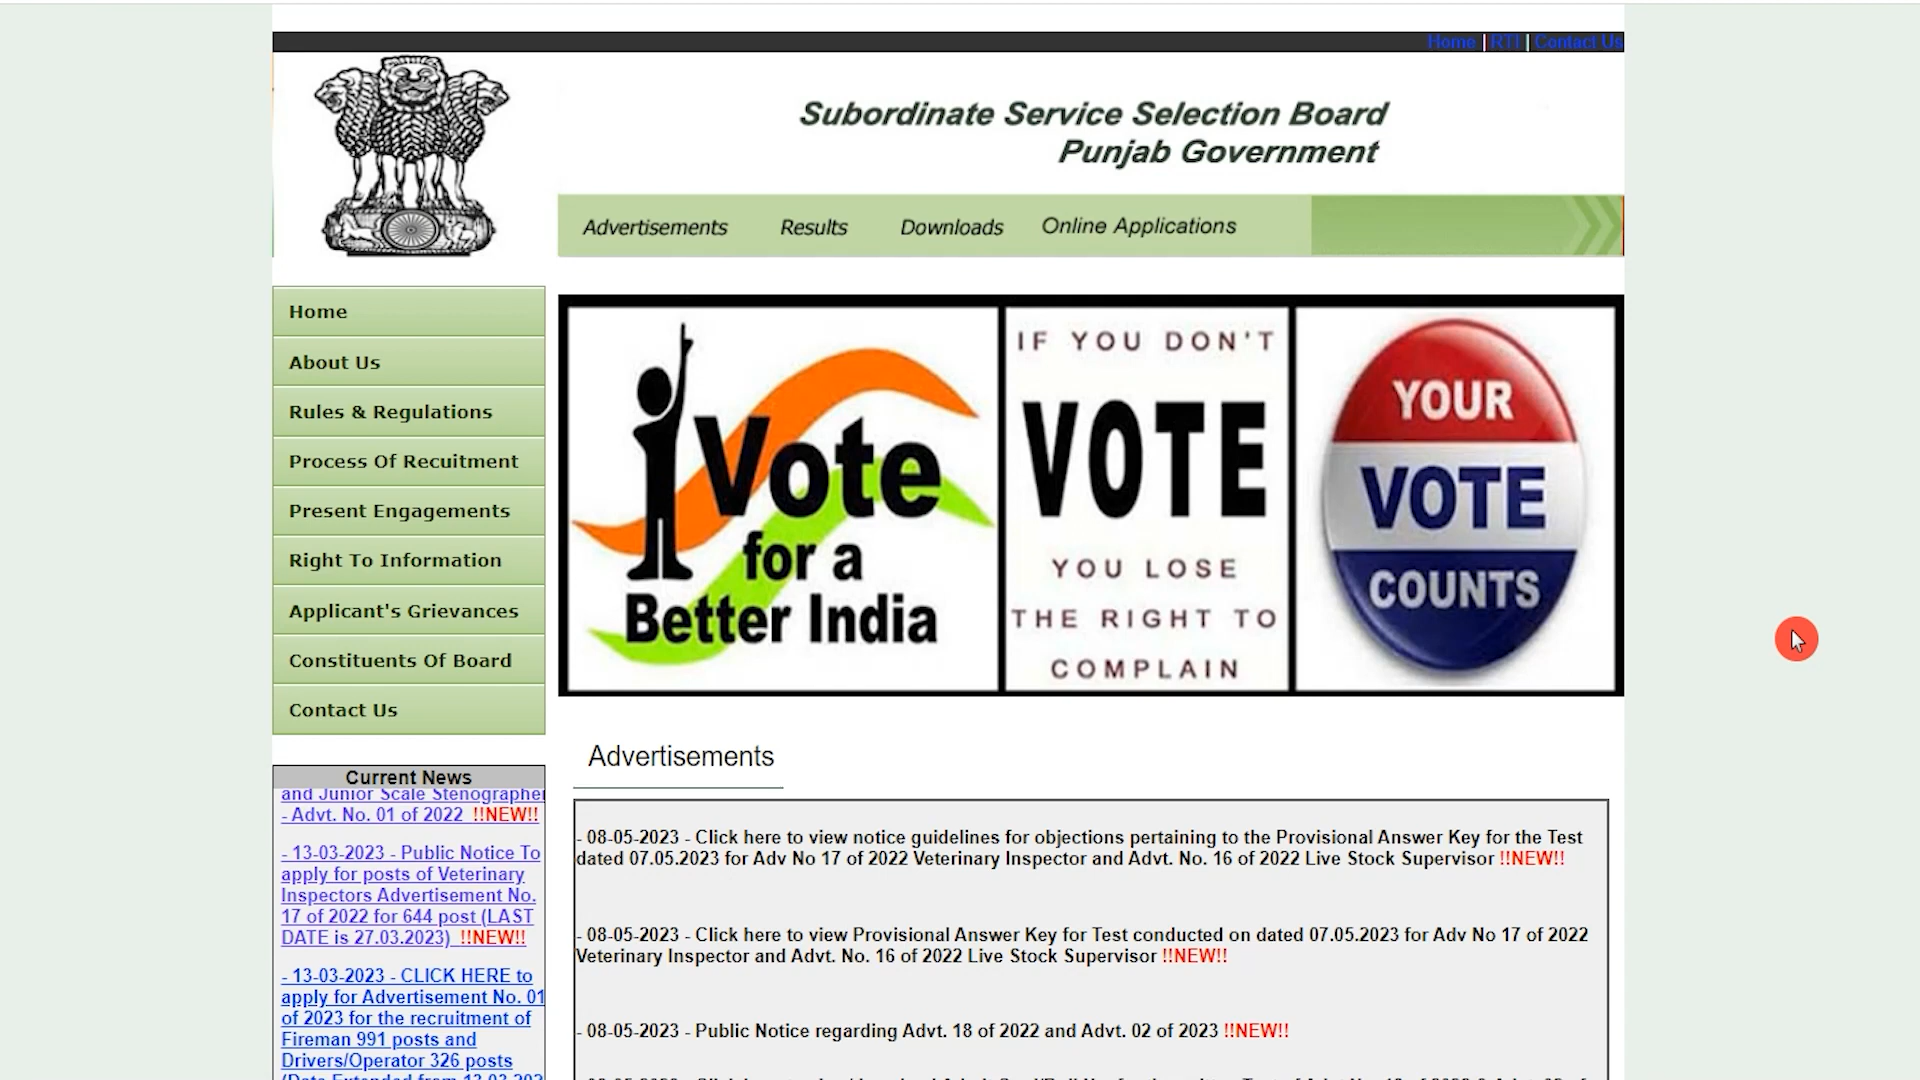 Home | RTI | Contact Us
Subordinate Service Selection Board
Punjab Government
Advertisements Results Downloads Online Applications
Home
About Us
Rules & Regulations
Process Of Recuitment
Present Engagements
Right To Information
Applicant's Grievances
Constituents Of Board
Contact Us
Vote
for a
Better India
IF YOU DON'T
VOTE
YOU LOSE
THE RIGHT TO
COMPLAIN
YOUR
VOTE
COUNTS
Current News
and Junior Scale Stenographer
- Advt. No. 01 of 2022 !!NEW!!
- 13-03-2023 - Public Notice To
apply for posts of Veterinary
Inspectors Advertisement No.
17 of 2022 for 644 post (LAST
DATE is 27.03.2023) !!NEW!!
- 13-03-2023 - CLICK HERE to
apply for Advertisement No. 01
of 2023 for the recruitment of
Fireman 991 posts and
Drivers/Operator 326 posts
Advertisements
- 08-05-2023 - Click here to view notice guidelines for objections pertaining to the Provisional Answer Key for the Test
dated 07.05.2023 for Adv No 17 of 2022 Veterinary Inspector and Advt. No. 16 of 2022 Live Stock Supervisor !!NEW!!
- 08-05-2023 - Click here to view Provisional Answer Key for Test conducted on dated 07.05.2023 for Adv No 17 of 2022
Veterinary Inspector and Advt. No. 16 of 2022 Live Stock Supervisor !!NEW!!
- 08-05-2023 - Public Notice regarding Advt. 18 of 2022 and Advt. 02 of 2023 !!NEW!!